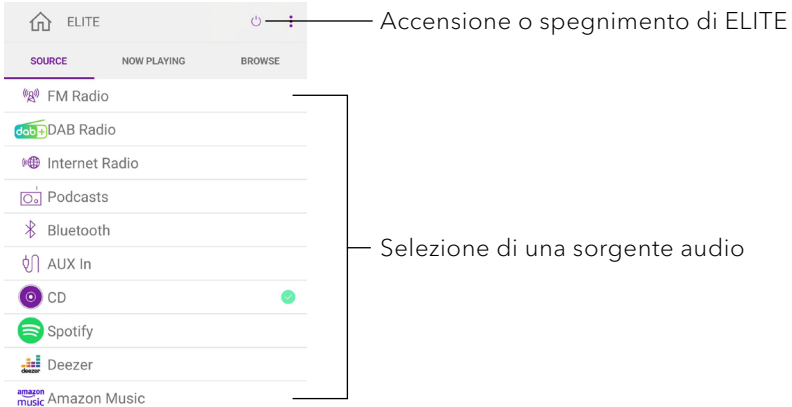 ELITE
Accensione o spegnimento di ELITE
SOURCE NOW PLAYING BROWSE
FM Radio
dab+ DAB Radio
Internet Radio
Podcasts
Bluetooth
Selezione di una sorgente audio
AUX In
CD
Spotify
deezer Deezer
amazon music Amazon Music